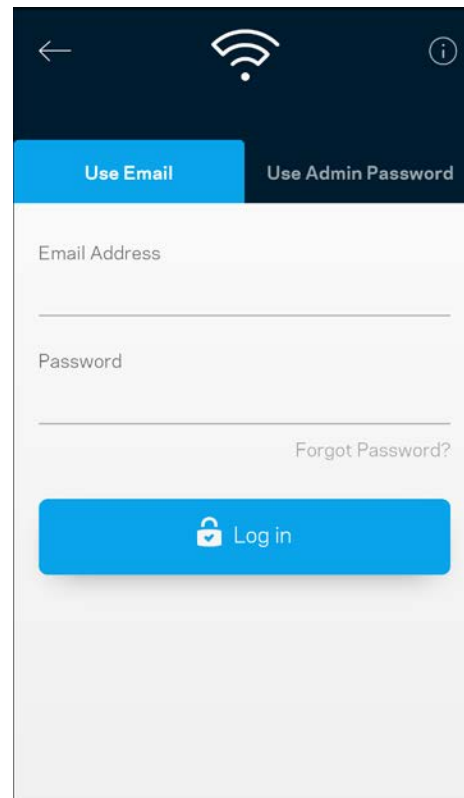 Use Email
Use Admin Password
Email Address
Password
Forgot Password?
Log in